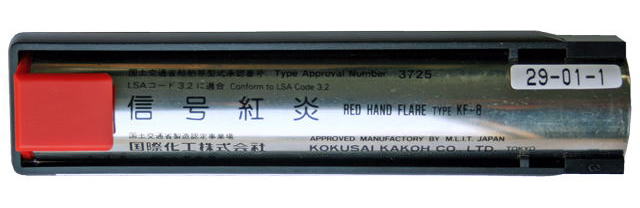 国土交通省船舶等型式承認番号 Type Approval Number 3725
LSAコード 3.2に適合 Conform to LSA Code 3.2
29-01-1
信号紅炎 RED HAND FLARE TYPE KF-8
国土交通省製造認定事業場 APPROVED MANUFACTORY BY M.L.I.T. JAPAN
国際化工株式会社 KOKUSAI KAKOH CO., LTD. TOKYO